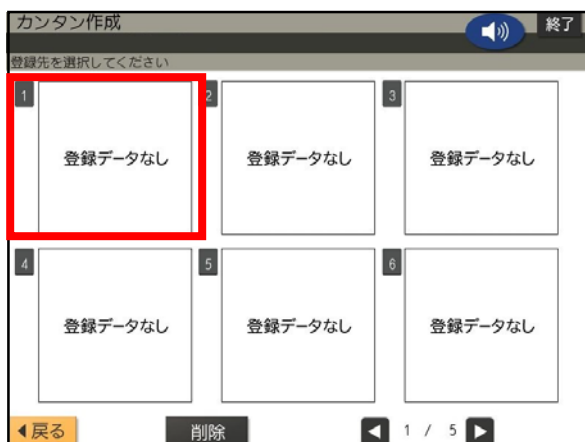 カンタン作成
終了
登録先を選択してください
1
登録データなし
2
登録データなし
3
登録データなし
4
登録データなし
5
登録データなし
6
登録データなし
戻る
削除
1 / 5